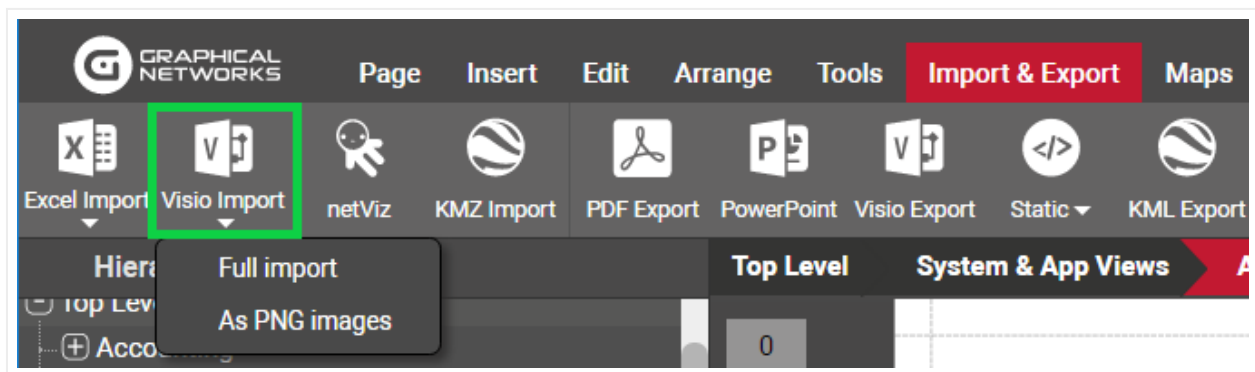 GRAPHICAL
NETWORKS
Page Insert Edit Arrange Tools Import & Export Maps
Excel Import Visio Import netViz KMZ Import PDF Export PowerPoint Visio Export Static KML Export
Full import
As PNG images
Top Level System & App Views
Top
0